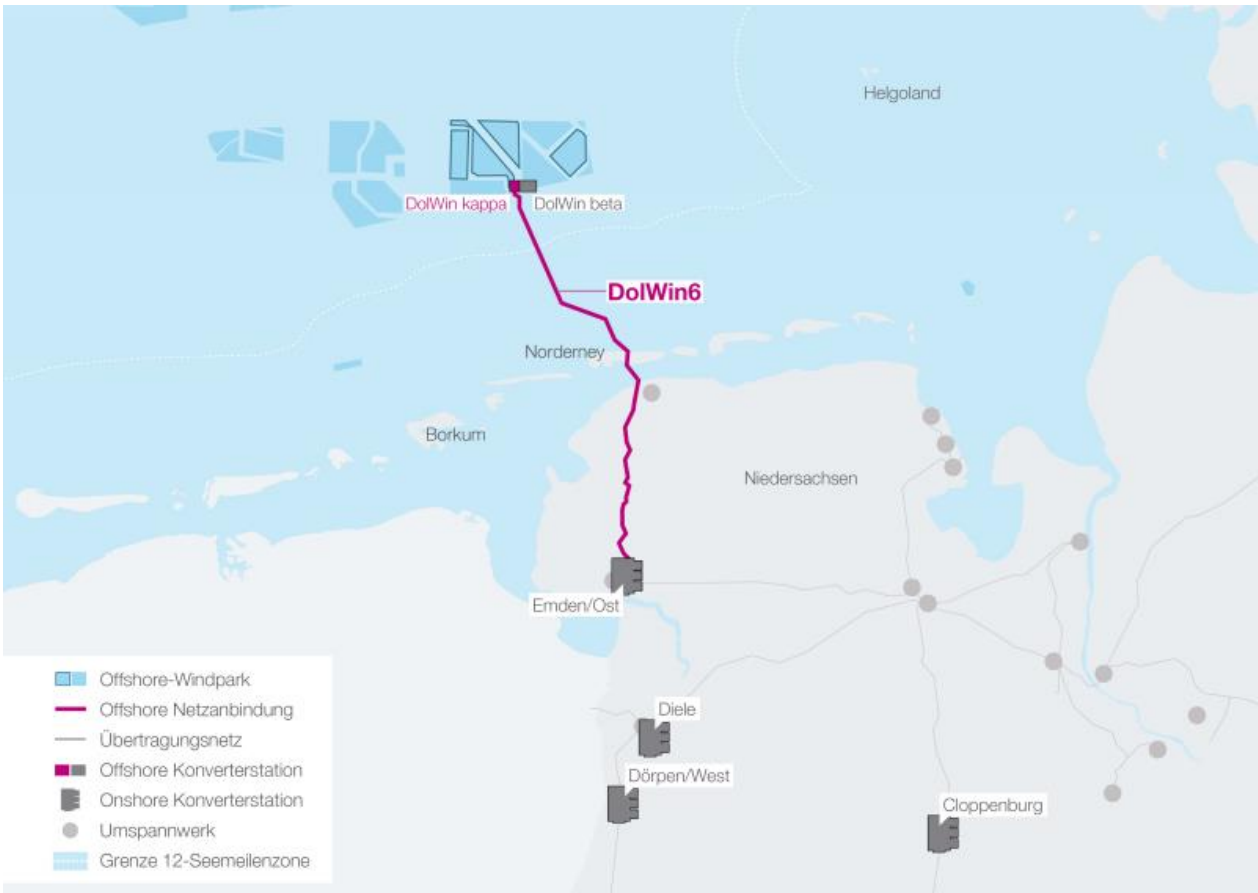 Helgoland
DolWin kappa
DolWin beta
DolWin6
Norderney
Borkum
Niedersachsen
Emden/Ost
Diele
Dörpen/West
Cloppenburg
Offshore-Windpark
Offshore Netzanbindung
Übertragungsnetz
Offshore Konverterstation
Onshore Konverterstation
Umspannwerk
Grenze 12-Seemeilenzone